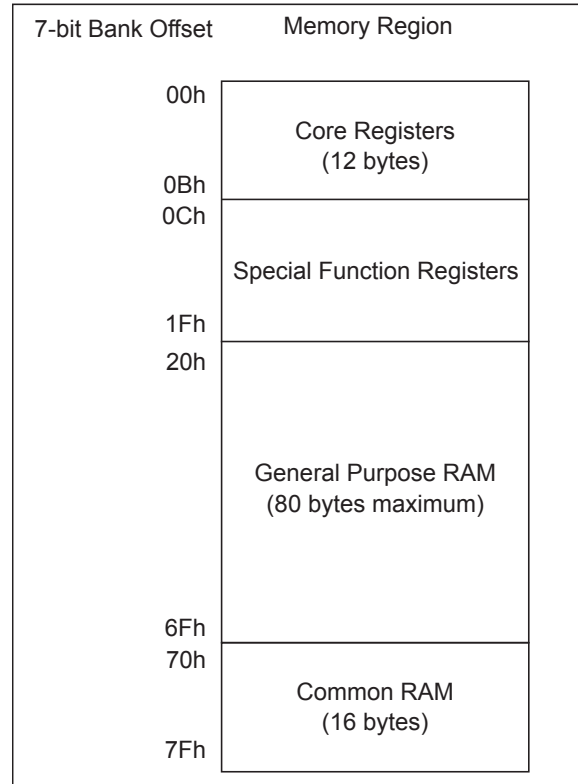 7-bit Bank Offset Memory Region
00h
Core Registers
(12 bytes)
0Bh
0Ch
Special Function Registers
1Fh
20h
General Purpose RAM
(80 bytes maximum)
6Fh
70h
Common RAM
(16 bytes)
7Fh